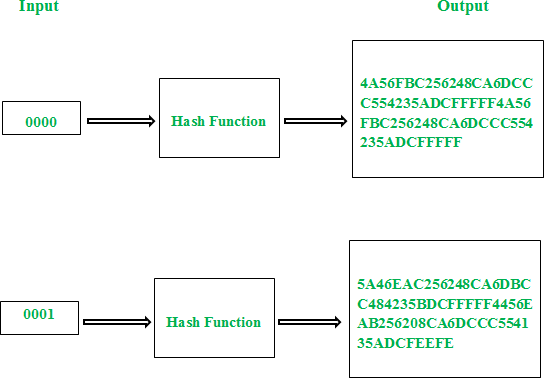 Input
Output
0000
Hash Function
4A56FBC256248CA6DCC
C554235ADCFFFFF4A56
FBC256248CA6DCCC554
235ADCFFFFF
0001
Hash Function
5A46EAC256248CA6DBC
C484235BDCFFFFF4456E
AB256208CA6DCCC5541
35ADCFEEFE